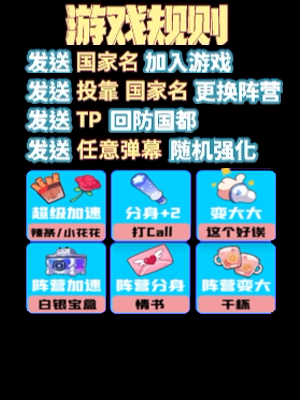 游戏规则
发送 国家名 加入游戏
发送 投靠 国家名 更换阵营
发送 TP 回防国都
发送 任意弹幕 随机强化
超级加速 分身+2 变大大
辣条/小花花 打Call 这个好诶
阵营加速 阵营分身 阵营变大
白银宝盒 情书 干杯